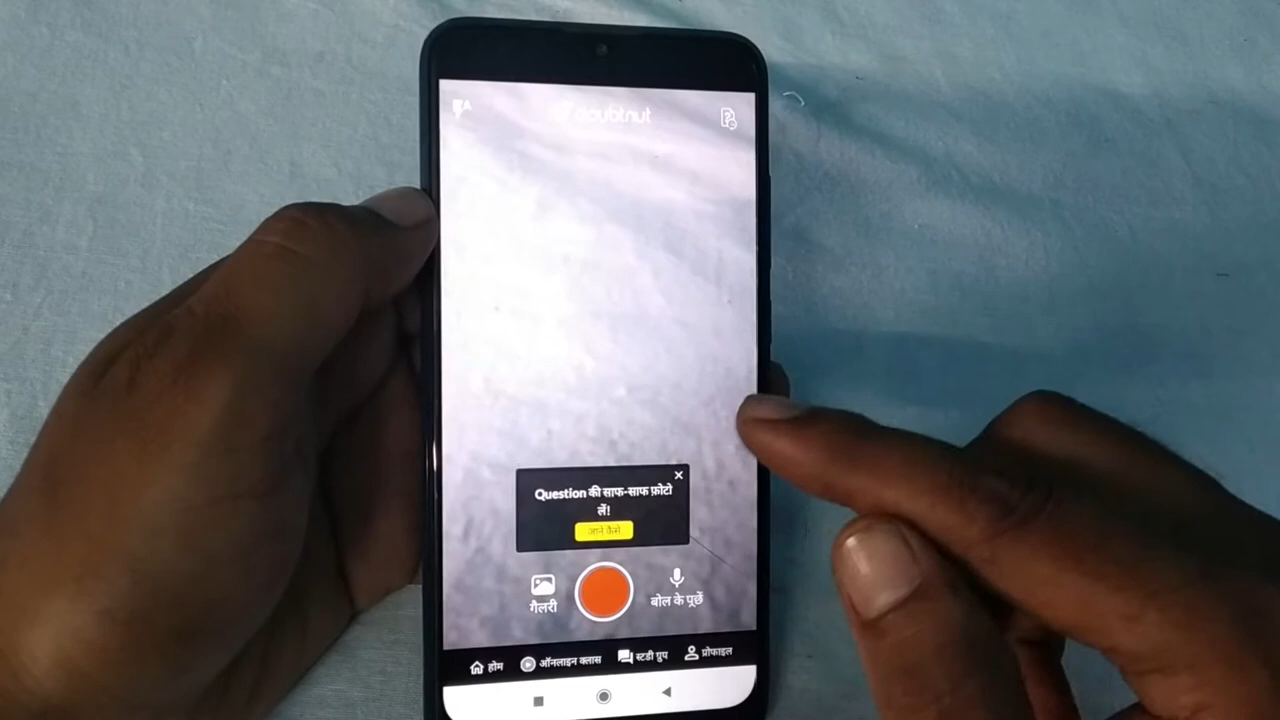 doubtnut
Question की साफ-साफ फ़ोटो
लें!
जानें कैसे
गैलरी
बोल के पूछें
होम
ऑनलाइन क्लास
स्टडी ग्रुप
प्रोफाइल